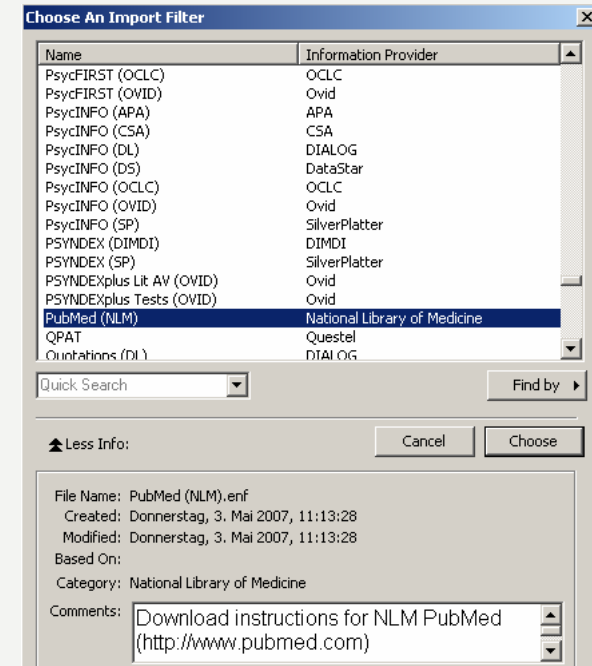 Choose An Import Filter
Name Information Provider
PsycFIRST (OCLC) OCLC
PsycFIRST (OVID) Ovid
PsycINFO (APA) APA
PsycINFO (CSA) CSA
PsycINFO (DL) DIALOG
PsycINFO (DS) DataStar
PsycINFO (OCLC) OCLC
PsycINFO (OVID) Ovid
PsycINFO (SP) SilverPlatter
PSYNDEX (DIMDI) DIMDI
PSYNDEX (SP) SilverPlatter
PSYNDEXplus Lit AV (OVID) Ovid
PSYNDEXplus Tests (OVID) Ovid
PubMed (NLM) National Library of Medicine
QPAT Questel
Quotations (DL) DIALOG
Quick Search Find by
Less Info: Cancel Choose
File Name: PubMed (NLM).enf
Created: Donnerstag, 3. Mai 2007, 11:13:28
Modified: Donnerstag, 3. Mai 2007, 11:13:28
Based On:
Category: National Library of Medicine
Comments: Download instructions for NLM PubMed
(http://www.pubmed.com)